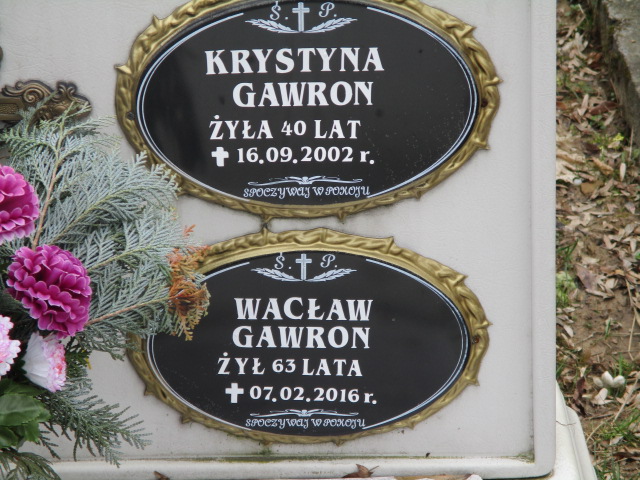 Ś. P.
KRYSTYNA
GAWRON
ŻYŁA 40 LAT
16.09.2002 r.
SPOCZYWAJ W POKOJU
Ś. P.
WACŁAW
GAWRON
ŻYŁ 63 LATA
07.02.2016 r.
SPOCZYWAJ W POKOJU